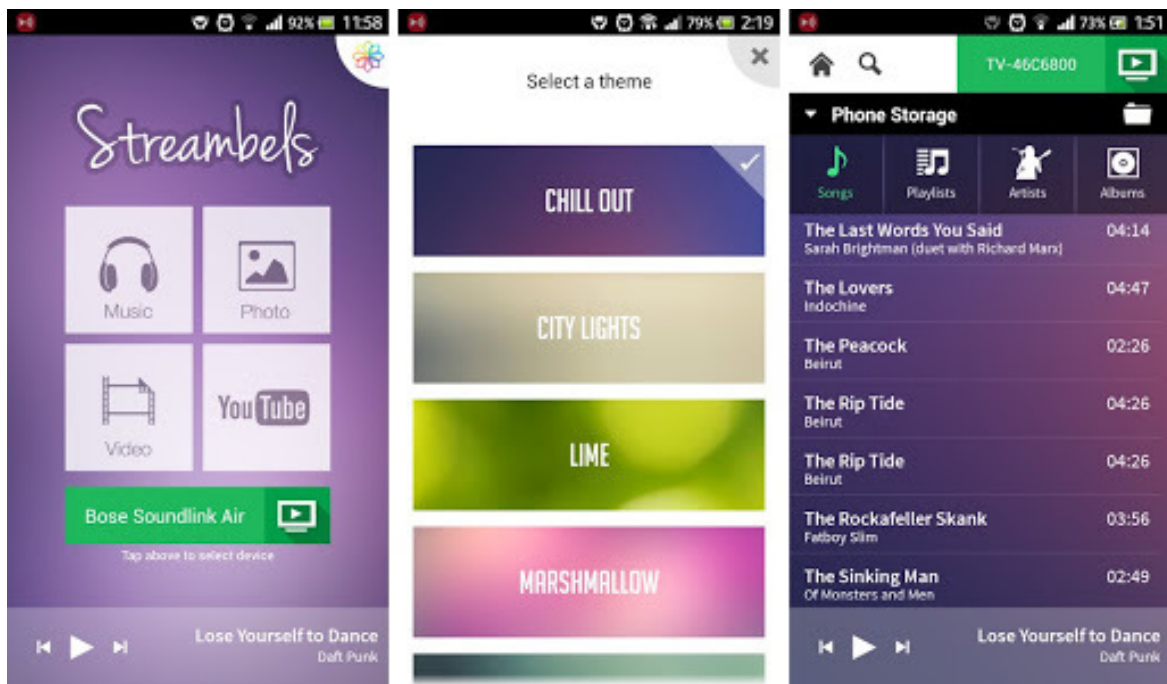 92% 11:58
Streambels
Music
Photo
Video
YouTube
Bose Soundlink Air
Tap above to select device
Lose Yourself to Dance
Daft Punk
79% 2:19
Select a theme
CHILL OUT
CITY LIGHTS
LIME
MARSHMALLOW
73% 1:51
TV-46C6800
Phone Storage
Songs
Playlists
Artists
Albums
The Last Words You Said 04:14
Sarah Brightman (duet with Richard Marx)
The Lovers 04:47
Indochine
The Peacock 02:26
Beirut
The Rip Tide 04:26
Beirut
The Rip Tide 04:26
Beirut
The Rockafeller Skank 03:56
Fatboy Slim
The Sinking Man 02:49
Of Monsters and Men
Lose Yourself to Dance
Daft Punk